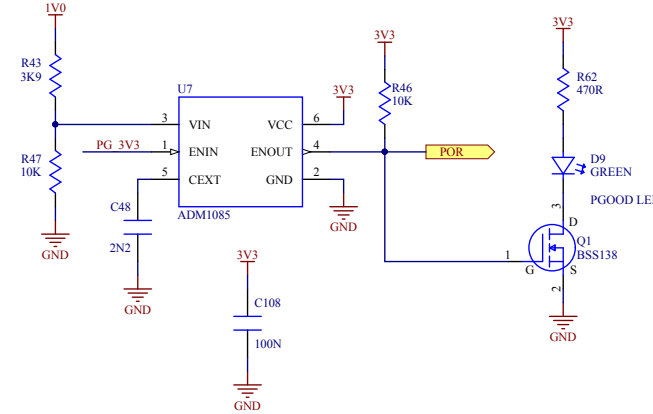 1V0
R43
3K9
R47
10K
GND
U7
3
VIN
VCC
6
3V3
PG_3V3
1
ENIN
ENOUT
4
5
CEXT
GND
2
ADM1085
C48
2N2
GND
GND
3V3
R46
10K
POR
3V3
C108
100N
GND
3V3
R62
470R
D9
GREEN
PGOOD LE
3
D
Q1
BSS138
1
G
S
2
GND